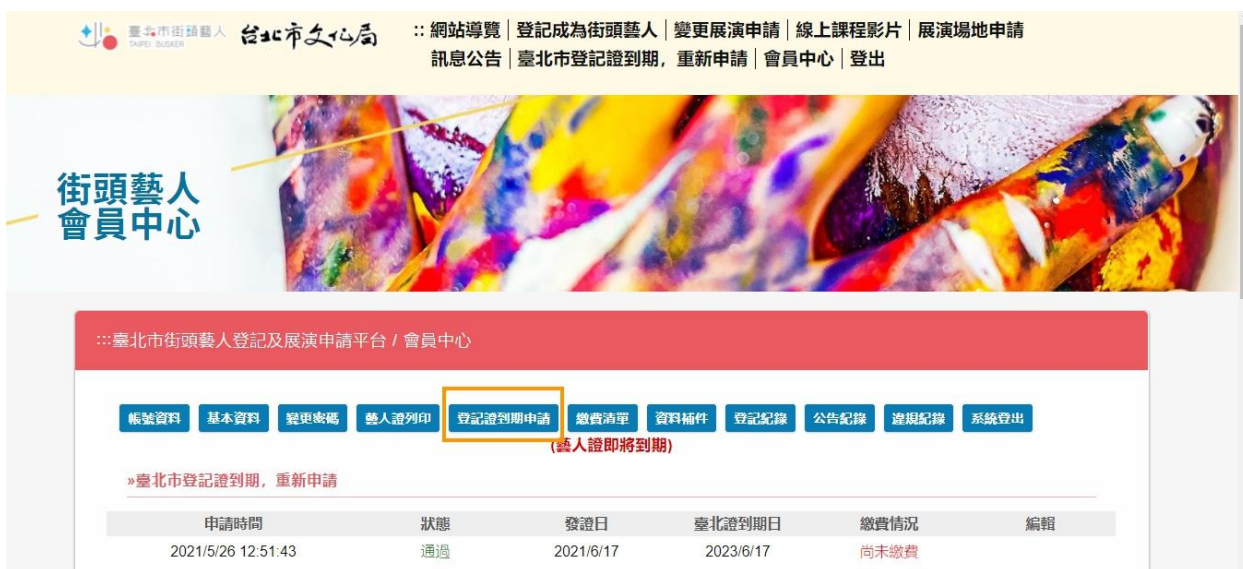 臺北市街頭藝人
TAIPEI BUSKER
台北市文化局
:: 網站導覽 | 登記成為街頭藝人 | 變更展演申請 | 線上課程影片 | 展演場地申請
訊息公告 | 臺北市登記證到期，重新申請 | 會員中心 | 登出
街頭藝人
會員中心
:::臺北市街頭藝人登記及展演申請平台 / 會員中心
帳號資料 基本資料 變更密碼 藝人證列印 登記證到期申請 繳費清單 資料補件 登記紀錄 公告紀錄 違規紀錄 系統登出
(藝人證即將到期)
»臺北市登記證到期，重新申請
申請時間 狀態 發證日 臺北證到期日 繳費情況 編輯
2021/5/26 12:51:43 通過 2021/6/17 2023/6/17 尚未繳費